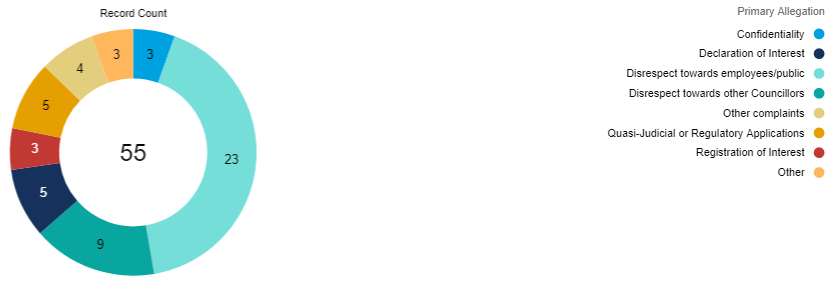 Record Count
3
3
4
5
3
5
9
23
55
Primary Allegation
Confidentiality
Declaration of Interest
Disrespect towards employees/public
Disrespect towards other Councillors
Other complaints
Quasi-Judicial or Regulatory Applications
Registration of Interest
Other